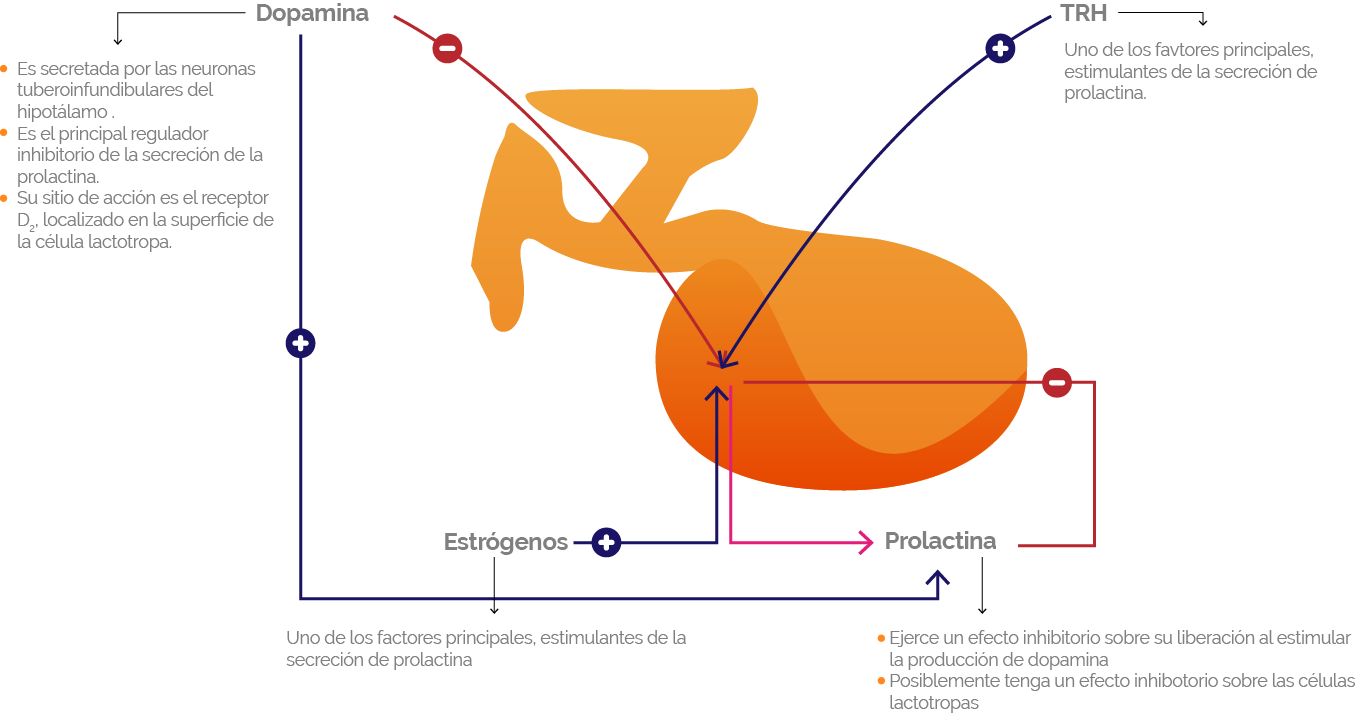 Dopamina
Es secretada por las neuronas
tuberoinfundibulares del
hipotálamo .
Es el principal regulador
inhibitorio de la secreción de la
prolactina.
Su sitio de acción es el receptor
D₂, localizado en la superficie de
la célula lactotropa.
TRH
Uno de los favtores principales,
estimulantes de la secreción de
prolactina.
Estrógenos
Uno de los factores principales, estimulantes de la
secreción de prolactina
Prolactina
Ejerce un efecto inhibitorio sobre su liberación al estimular
la producción de dopamina
Posiblemente tenga un efecto inhibotorio sobre las células
lactotropas